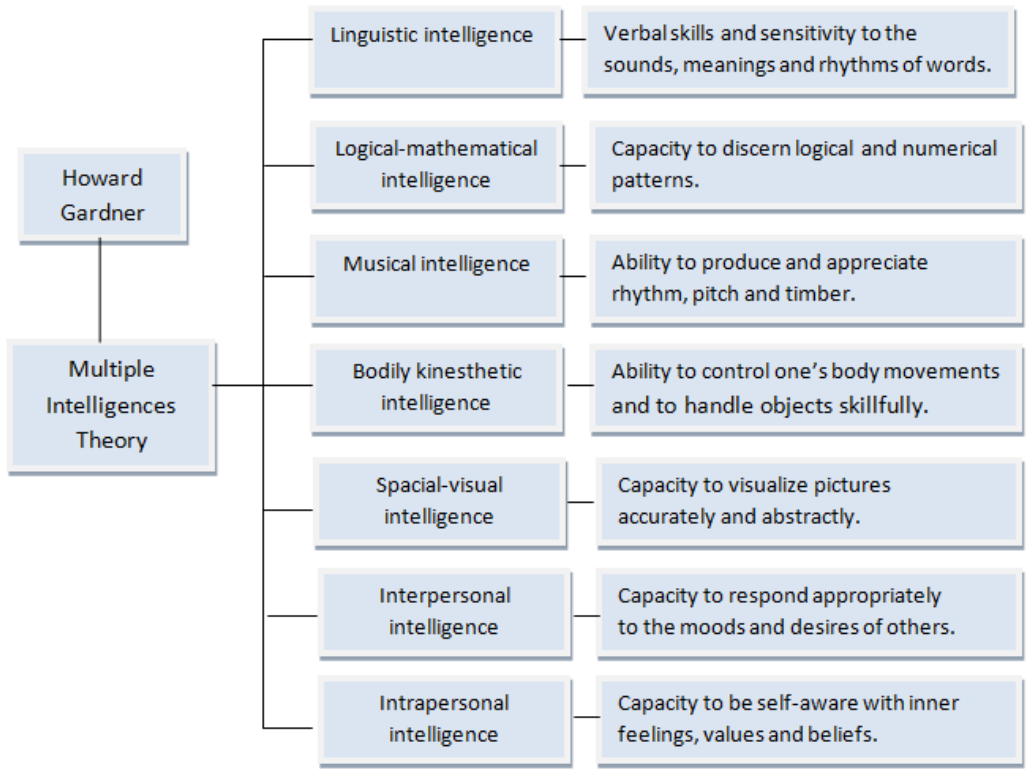 Howard
Gardner
Multiple
Intelligences
Theory
Linguistic intelligence
Verbal skills and sensitivity to the
sounds, meanings and rhythms of words.
Logical-mathematical
intelligence
Capacity to discern logical and numerical
patterns.
Musical intelligence
Ability to produce and appreciate
rhythm, pitch and timber.
Bodily kinesthetic
intelligence
Ability to control one’s body movements
and to handle objects skillfully.
Spacial-visual
intelligence
Capacity to visualize pictures
accurately and abstractly.
Interpersonal
intelligence
Capacity to respond appropriately
to the moods and desires of others.
Intrapersonal
intelligence
Capacity to be self-aware with inner
feelings, values and beliefs.